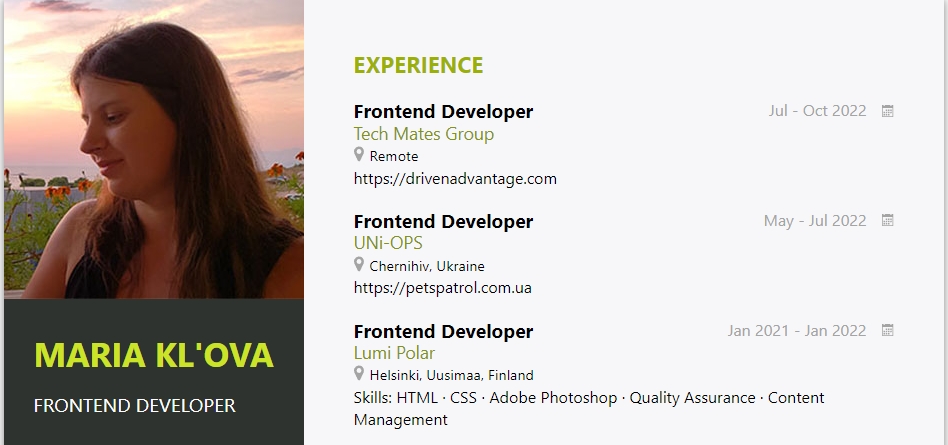 MARIA KL'OVA
FRONTEND DEVELOPER
EXPERIENCE
Frontend Developer
Jul - Oct 2022
Tech Mates Group
Remote
https://drivenadvantage.com
Frontend Developer
May - Jul 2022
UNi-OPS
Chernihiv, Ukraine
https://petspatrol.com.ua
Frontend Developer
Jan 2021 - Jan 2022
Lumi Polar
Helsinki, Uusimaa, Finland
Skills: HTML · CSS · Adobe Photoshop · Quality Assurance · Content
Management